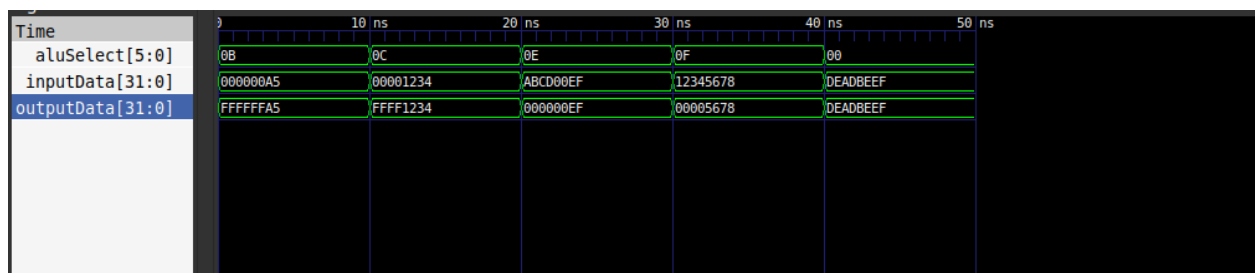 Time
0 10 ns 20 ns 30 ns 40 ns 50 ns
aluSelect[5:0] 0B 0C 0E 0F 00
inputData[31:0] 000000A5 00001234 ABCD00EF 12345678 DEADBEEF
outputData[31:0] FFFFFFA5 FFFF1234 000000EF 00005678 DEADBEEF